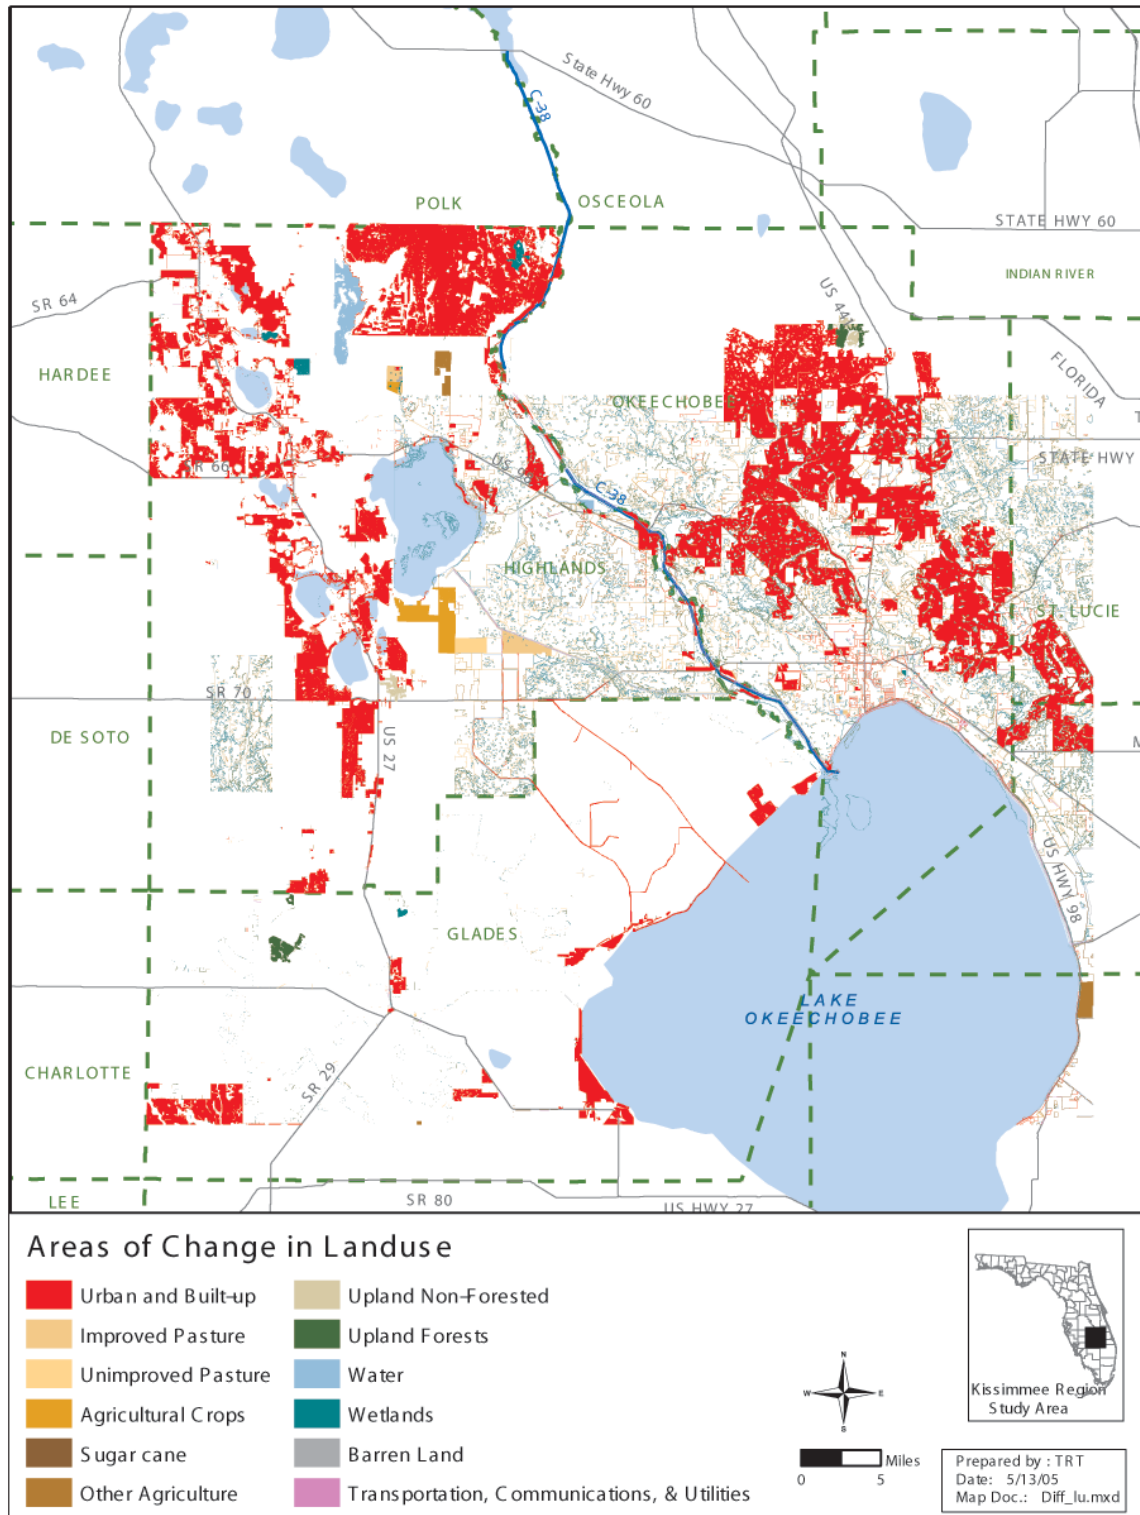 State Hwy 60
C-38
POLK
OSCEOLA
STATE HWY 60
INDIAN RIVER
SR 64
US 441
FLORIDA
HARDEE
OKEECHOBEE
T
STATE HWY
SR 66
US 98
C-38
HIGHLANDS
ST. LUCIE
SR 70
DE SOTO
US 27
M
US HWY 98
GLADES
LAKE
OKEECHOBEE
CHARLOTTE
SR 29
LEE
SR 80
US HWY 27
Areas of Change in Landuse
Urban and Built-up
Improved Pasture
Unimproved Pasture
Agricultural Crops
Sugar cane
Other Agriculture
Upland Non-Forested
Upland Forests
Water
Wetlands
Barren Land
Transportation, Communications, & Utilities
N
W E
S
Miles
0 5
Kissimmee Region
Study Area
Prepared by : TRT
Date: 5/13/05
Map Doc.: Diff_lu.mxd